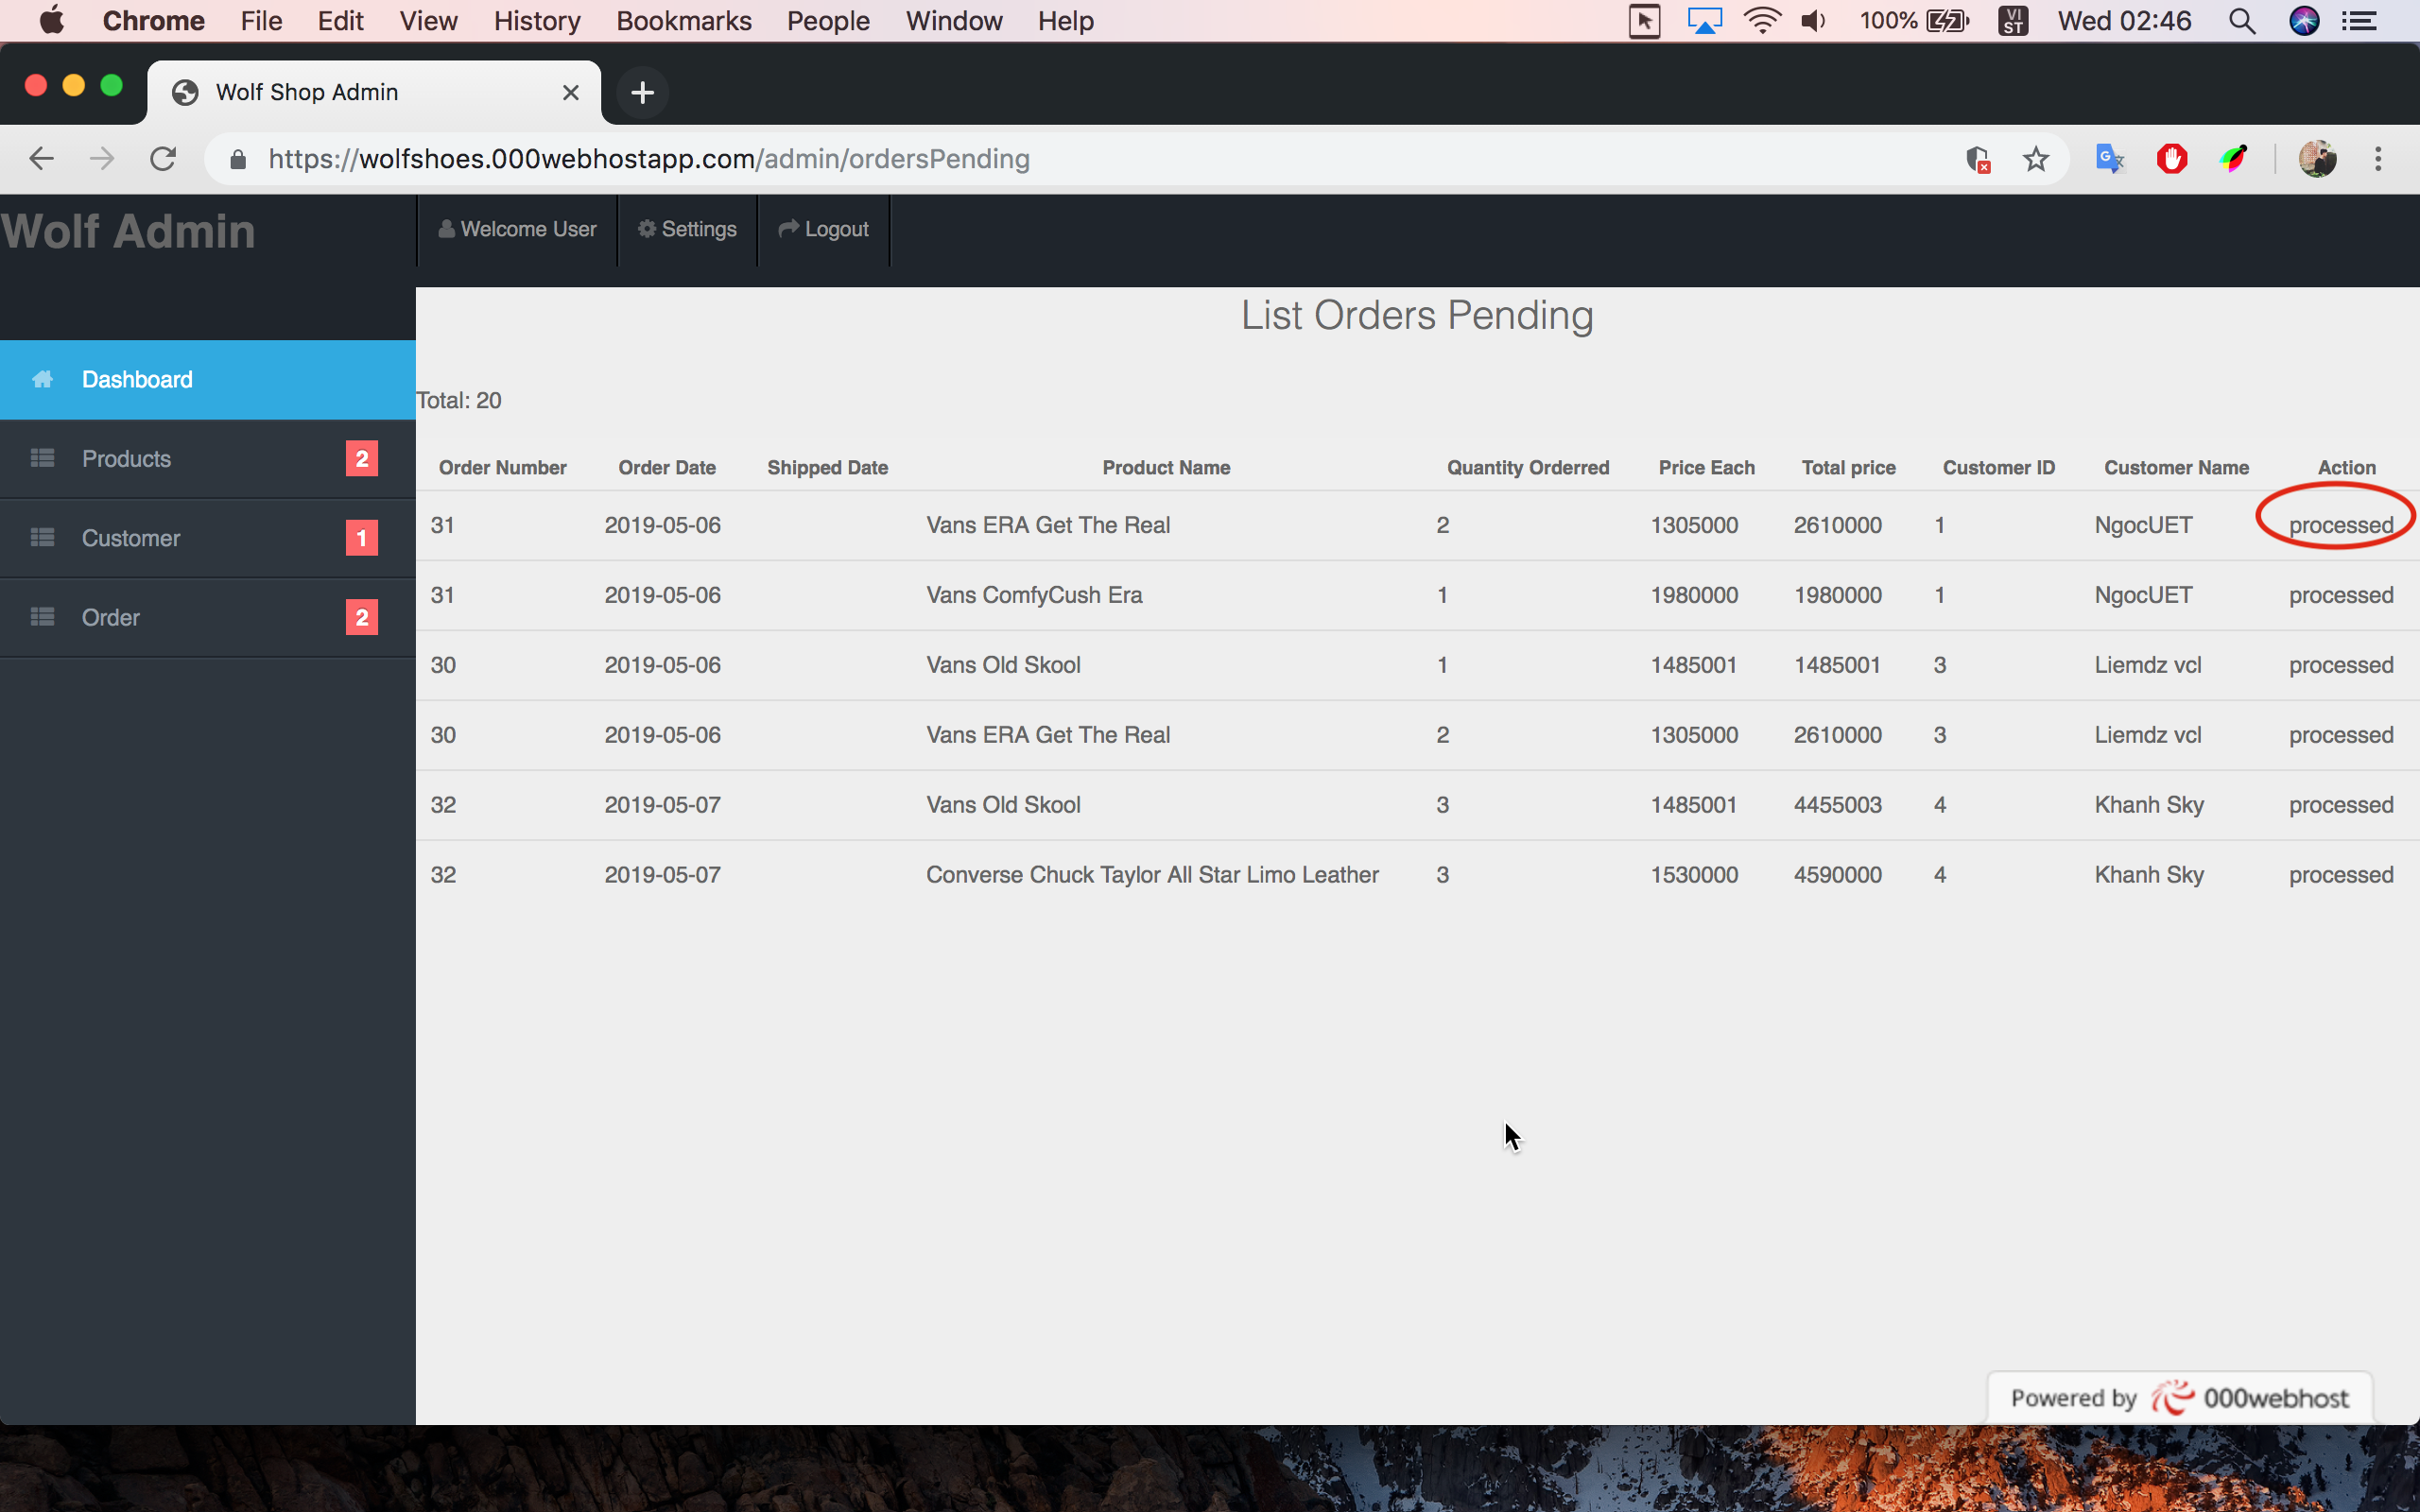 Chrome File Edit View History Bookmarks People Window Help 100% VI ST Wed 02:46
Wolf Shop Admin
https://wolfshoes.000webhostapp.com/admin/ordersPending
Wolf Admin Welcome User Settings Logout
List Orders Pending
Dashboard
Total: 20
Products 2
Customer 1
Order 2
Order Number Order Date Shipped Date Product Name Quantity Orderred Price Each Total price Customer ID Customer Name Action
31 2019-05-06 Vans ERA Get The Real 2 1305000 2610000 1 NgocUET processed
31 2019-05-06 Vans ComfyCush Era 1 1980000 1980000 1 NgocUET processed
30 2019-05-06 Vans Old Skool 1 1485001 1485001 3 Liemdz vcl processed
30 2019-05-06 Vans ERA Get The Real 2 1305000 2610000 3 Liemdz vcl processed
32 2019-05-07 Vans Old Skool 3 1485001 4455003 4 Khanh Sky processed
32 2019-05-07 Converse Chuck Taylor All Star Limo Leather 3 1530000 4590000 4 Khanh Sky processed
Powered by 000webhost